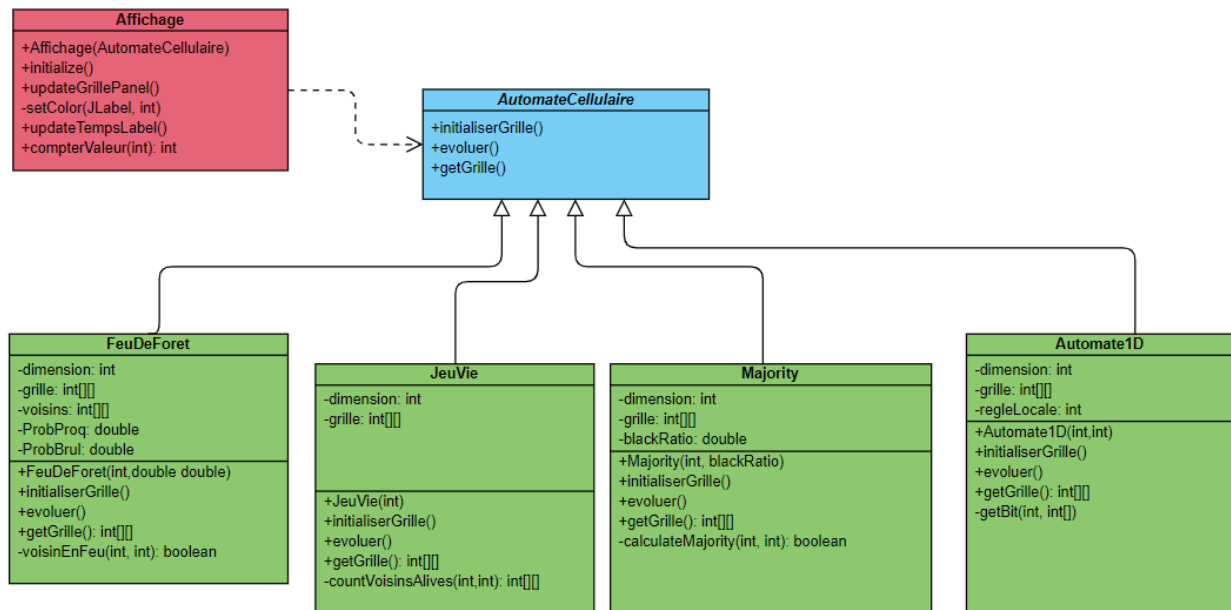 Affichage
+Affichage(AutomateCellulaire)
+initialize()
+updateGrillePanel()
-setColor(JLabel, int)
+updateTempsLabel()
+compterValeur(int): int
AutomateCellulaire
+initialiserGrille()
+evoluer()
+getGrille()
FeuDeForet
-dimension: int
-grille: int[][]
-voisins: int[][]
-ProbProq: double
-ProbBrul: double
+FeuDeForet(int,double double)
+initialiserGrille()
+evoluer()
+getGrille(): int[][]
-voisinEnFeu(int, int): boolean
JeuVie
-dimension: int
-grille: int[][]
+JeuVie(int)
+initialiserGrille()
+evoluer()
+getGrille(): int[][]
-countVoisinsAlives(int,int): int[][]
Majority
-dimension: int
-grille: int[][]
-blackRatio: double
+Majority(int, blackRatio)
+initialiserGrille()
+evoluer()
+getGrille(): int[][]
-calculateMajority(int, int): boolean
Automate1D
-dimension: int
-grille: int[][]
-regleLocale: int
+Automate1D(int,int)
+initialiserGrille()
+evoluer()
+getGrille(): int[][]
-getBit(int, int[])